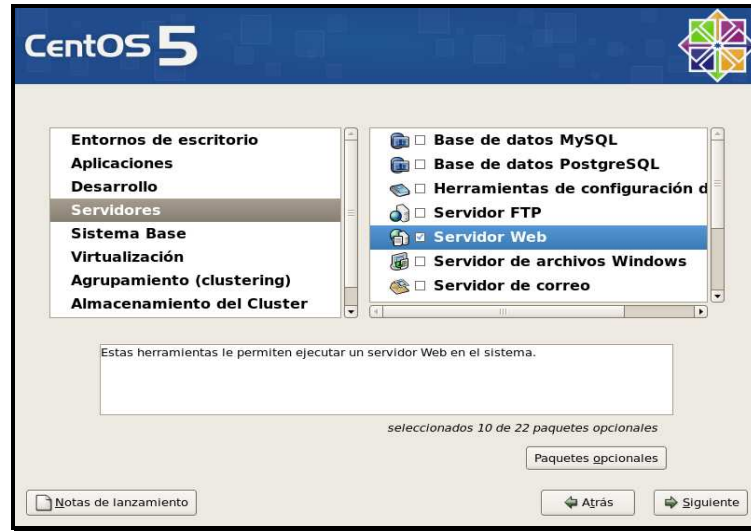 CentOS 5
Entornos de escritorio
Aplicaciones
Desarrollo
Servidores
Sistema Base
Virtualización
Agrupamiento (clustering)
Almacenamiento del Cluster
Base de datos MySQL
Base de datos PostgreSQL
Herramientas de configuración d
Servidor FTP
Servidor Web
Servidor de archivos Windows
Servidor de correo
Estas herramientas le permiten ejecutar un servidor Web en el sistema.
seleccionados 10 de 22 paquetes opcionales
Paquetes opcionales
Notas de lanzamiento
Atrás
Siguiente